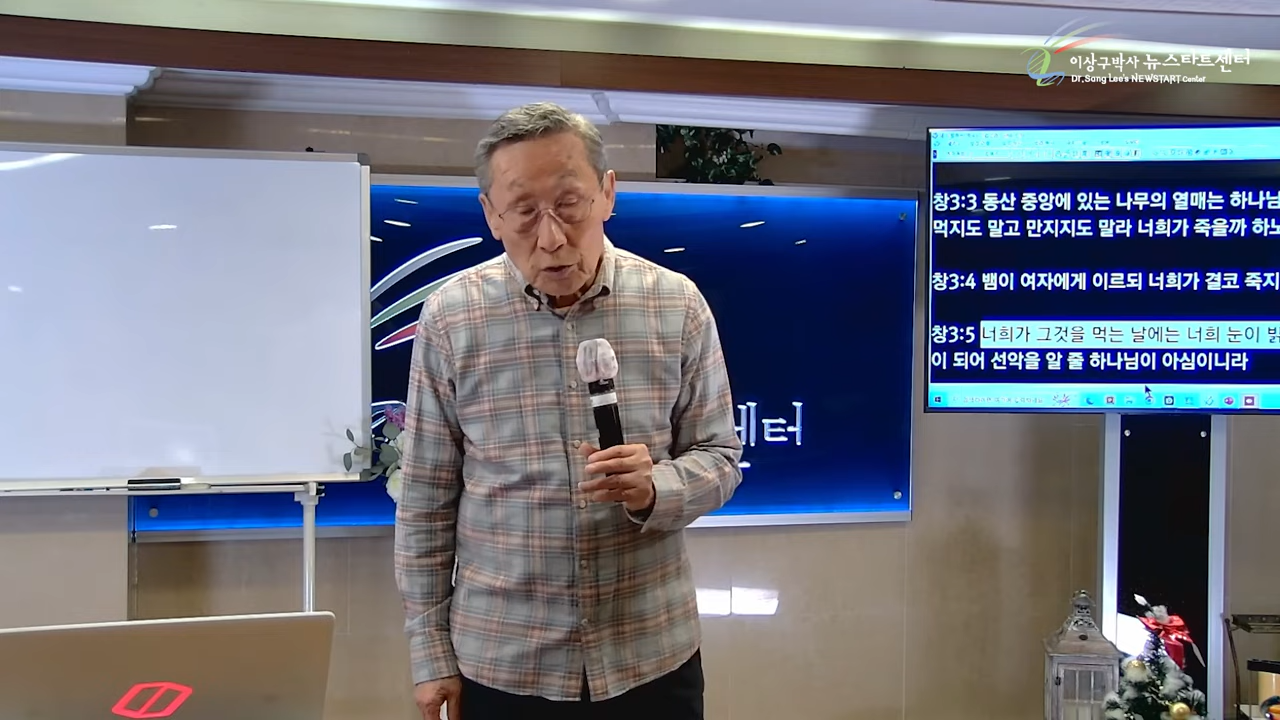 이상구박사 뉴스타트센터
Dr. Sang Lee's NEWSTART Center
창3:3 동산 중앙에 있는 나무의 열매는 하나님
먹지도 말고 만지지도 말라 너희가 죽을까 하노
창3:4 뱀이 여자에게 이르되 너희가 결코 죽지
창3:5 너희가 그것을 먹는 날에는 너희 눈이 밝
이 되어 선악을 알 줄 하나님이 아심이니라
센터